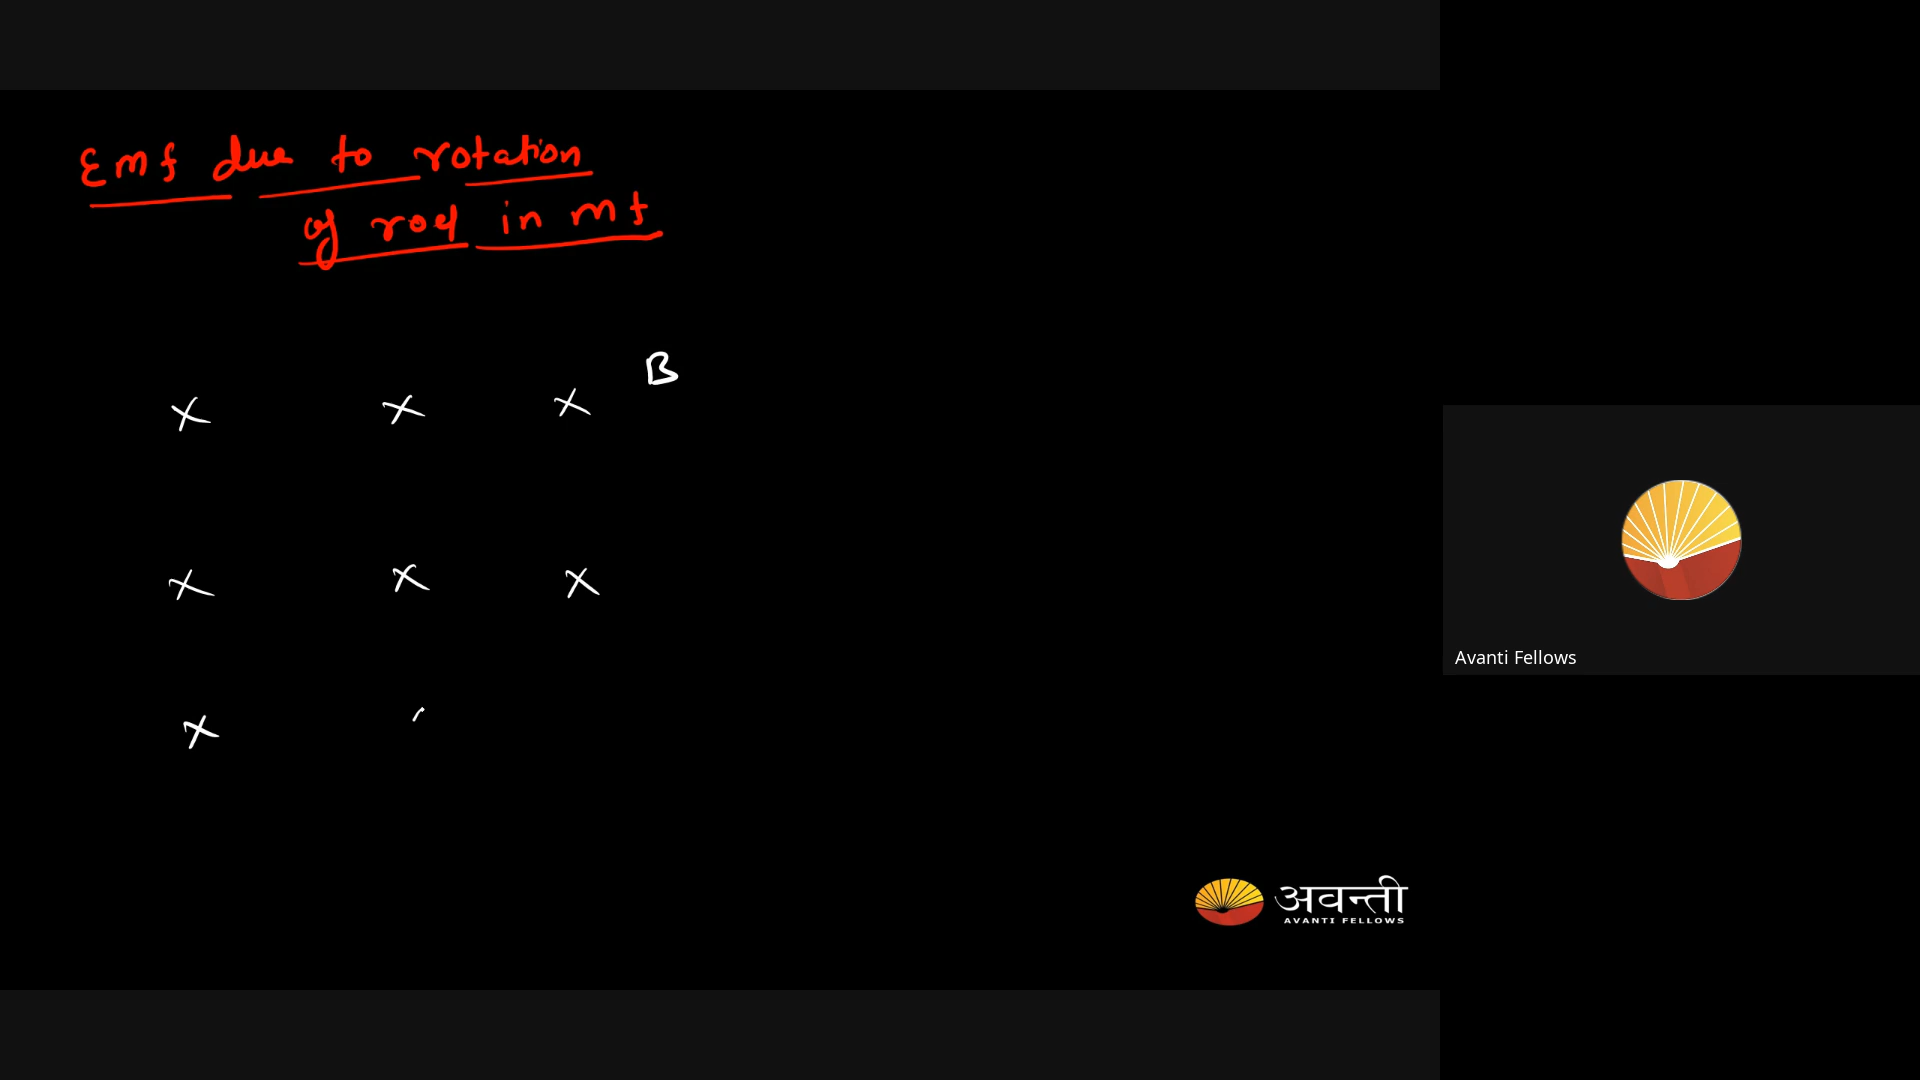 Emf due to rotation
of rod in mf
B
x x x
x x x
x
Avanti Fellows
अवन्ती
AVANTI FELLOWS